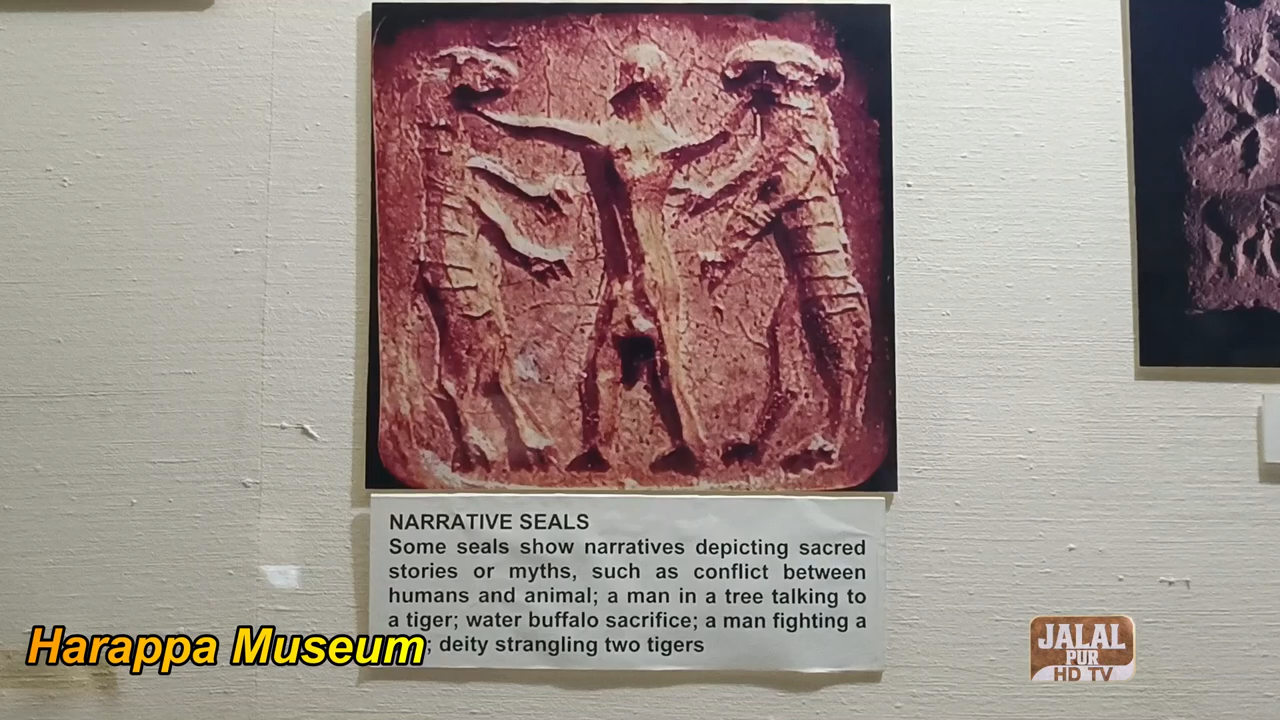 NARRATIVE SEALS
Some seals show narratives depicting sacred
stories or myths, such as conflict between
humans and animal; a man in a tree talking to
a tiger; water buffalo sacrifice; a man fighting a
; deity strangling two tigers
Harappa Museum
JALAL
PUR
HD TV